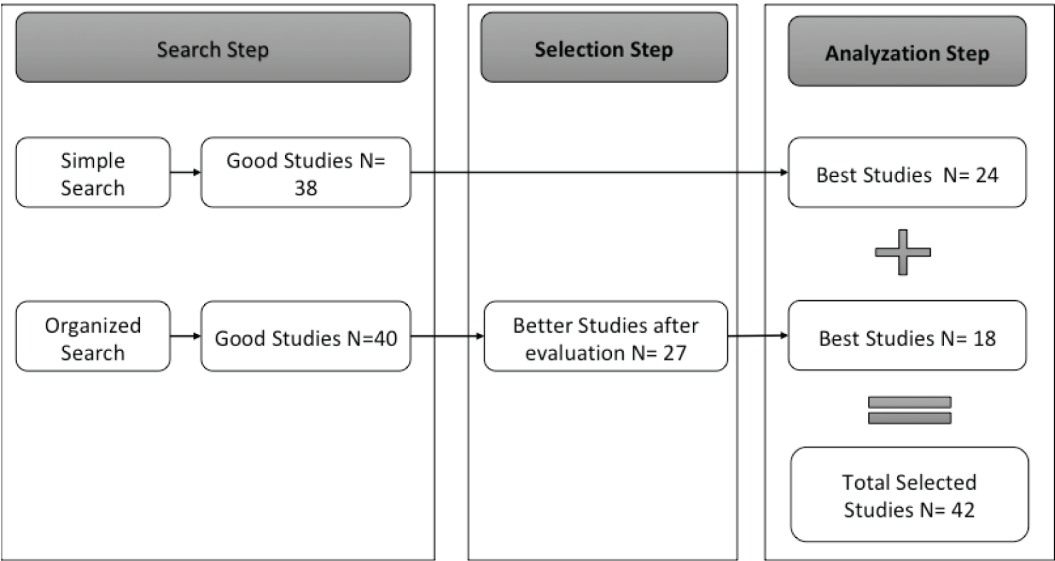 Search Step
Selection Step
Analyzation Step
Simple
Search
Good Studies N=
38
Best Studies N= 24
Organized
Search
Good Studies N=40
Better Studies after
evaluation N= 27
Best Studies N= 18
Total Selected
Studies N= 42